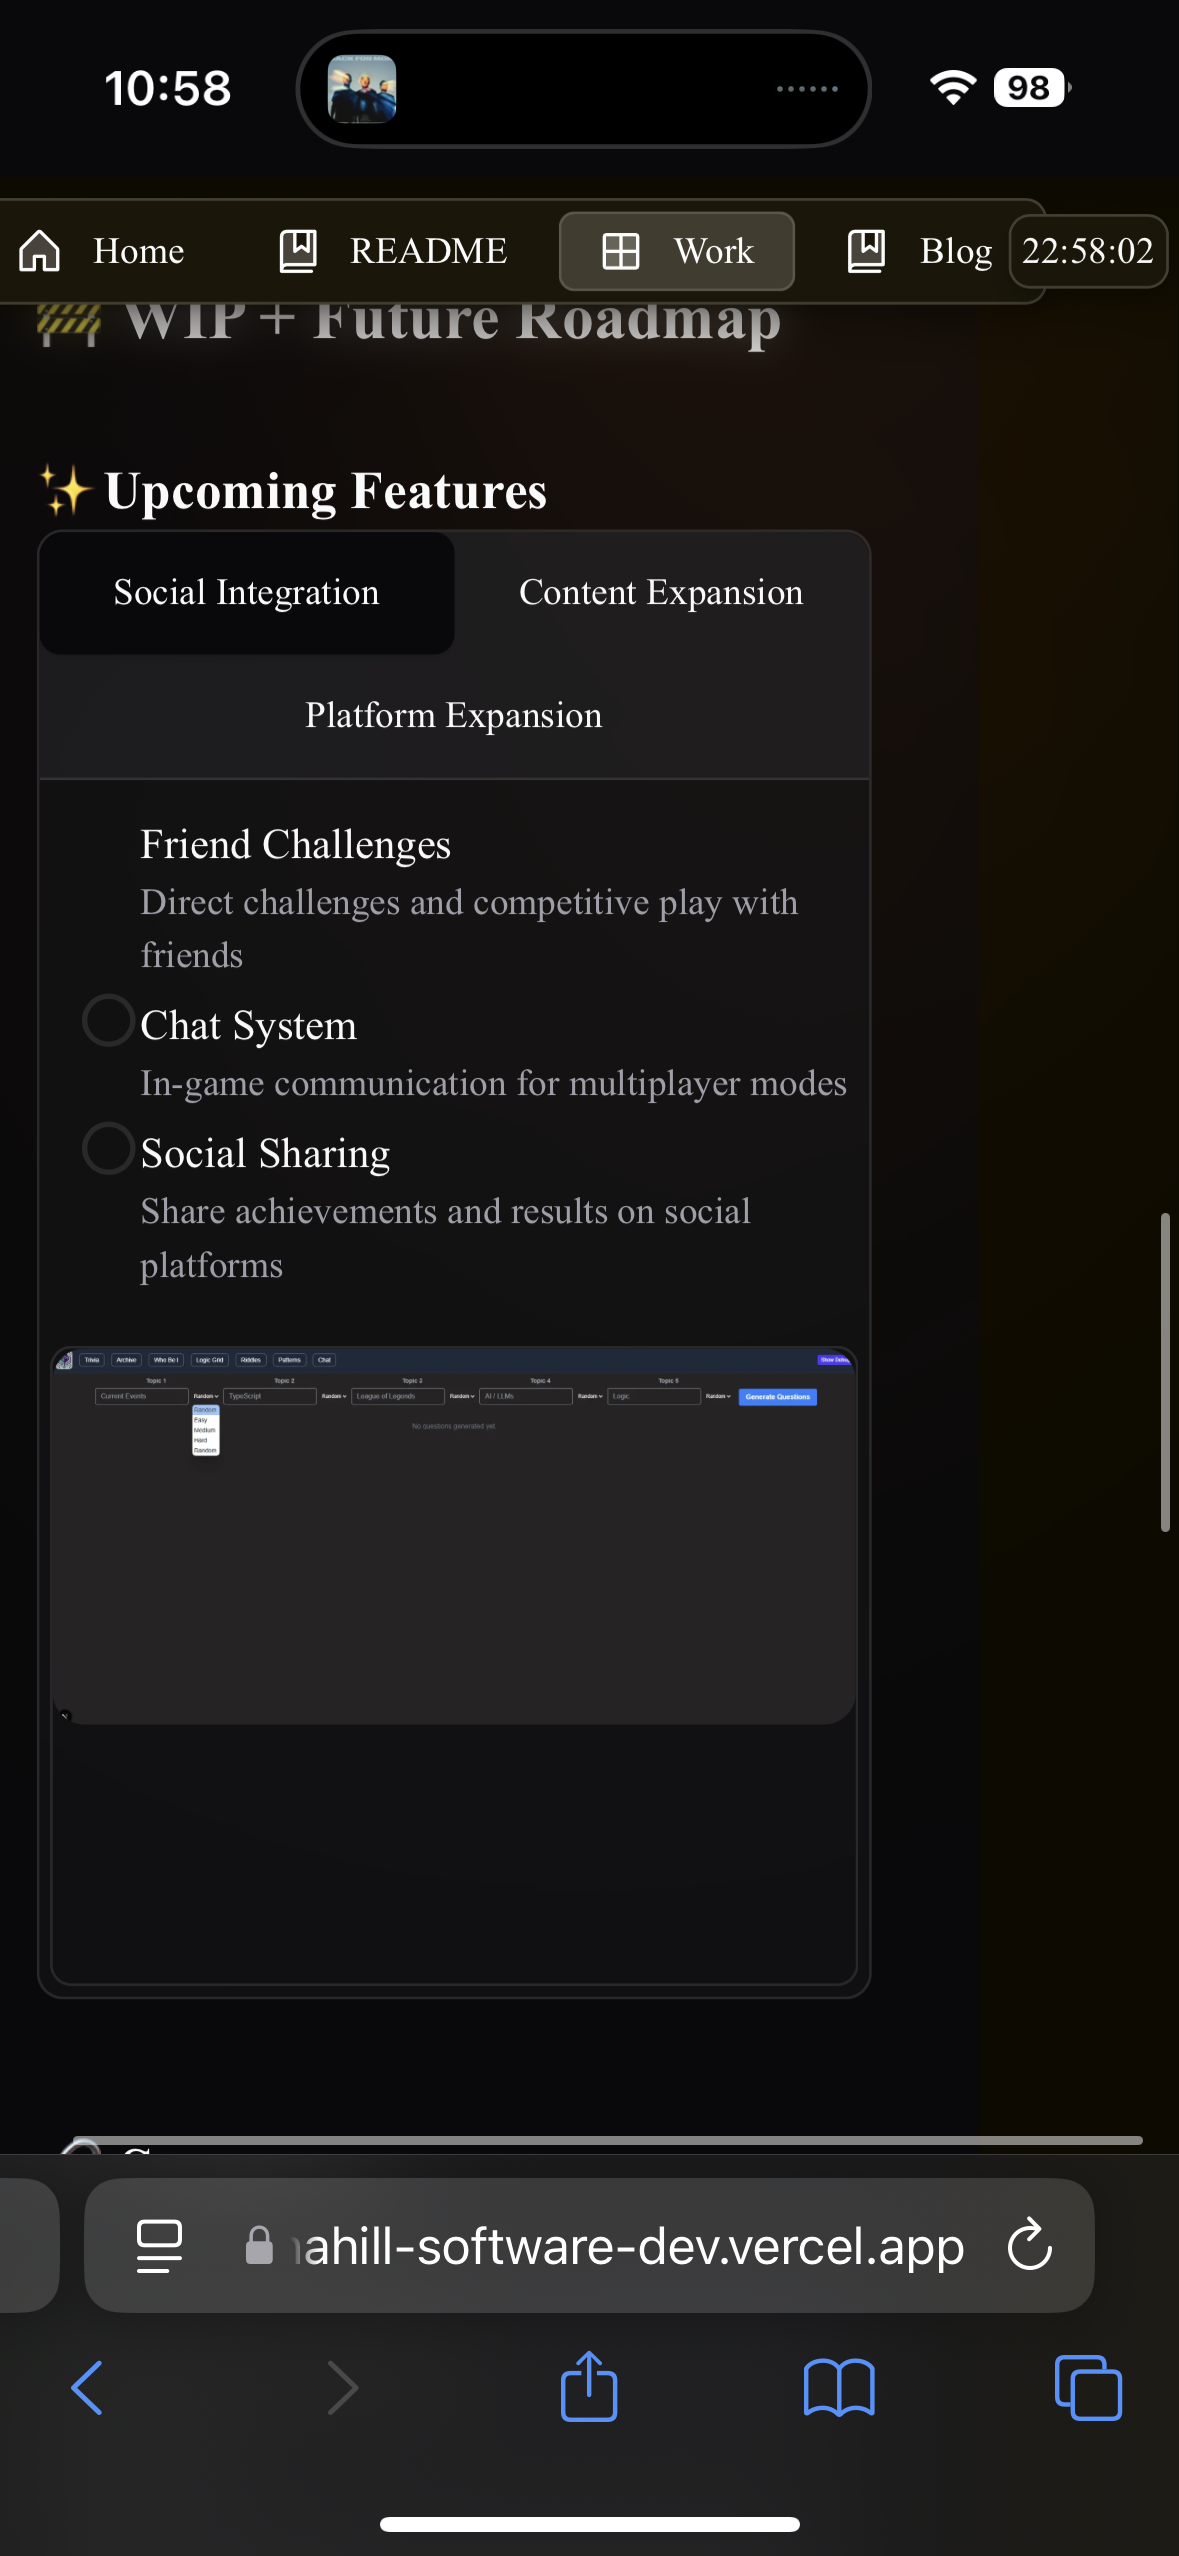 10:58
98
Home README Work Blog 22:58:02
WIP + Future Roadmap
Upcoming Features
Social Integration Content Expansion
Platform Expansion
Friend Challenges
Direct challenges and competitive play with
friends
Chat System
In-game communication for multiplayer modes
Social Sharing
Share achievements and results on social
platforms
Trivia Archive Who Be I Logic Grid Riddles Patterns Chat Show Debug
Topic 1 Topic 2 Topic 3 Topic 4 Topic 5
Current Events Random TypeScript Random League of Legends Random AI / LLMs Random Logic Random Generate Questions
Random
Easy
Medium
Hard
Random
No questions generated yet
ahill-software-dev.vercel.app